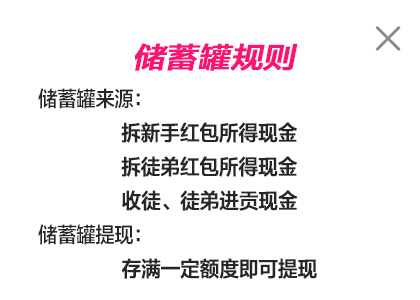 储蓄罐规则
储蓄罐来源：
拆新手红包所得现金
拆徒弟红包所得现金
收徒、徒弟进贡现金
储蓄罐提现：
存满一定额度即可提现